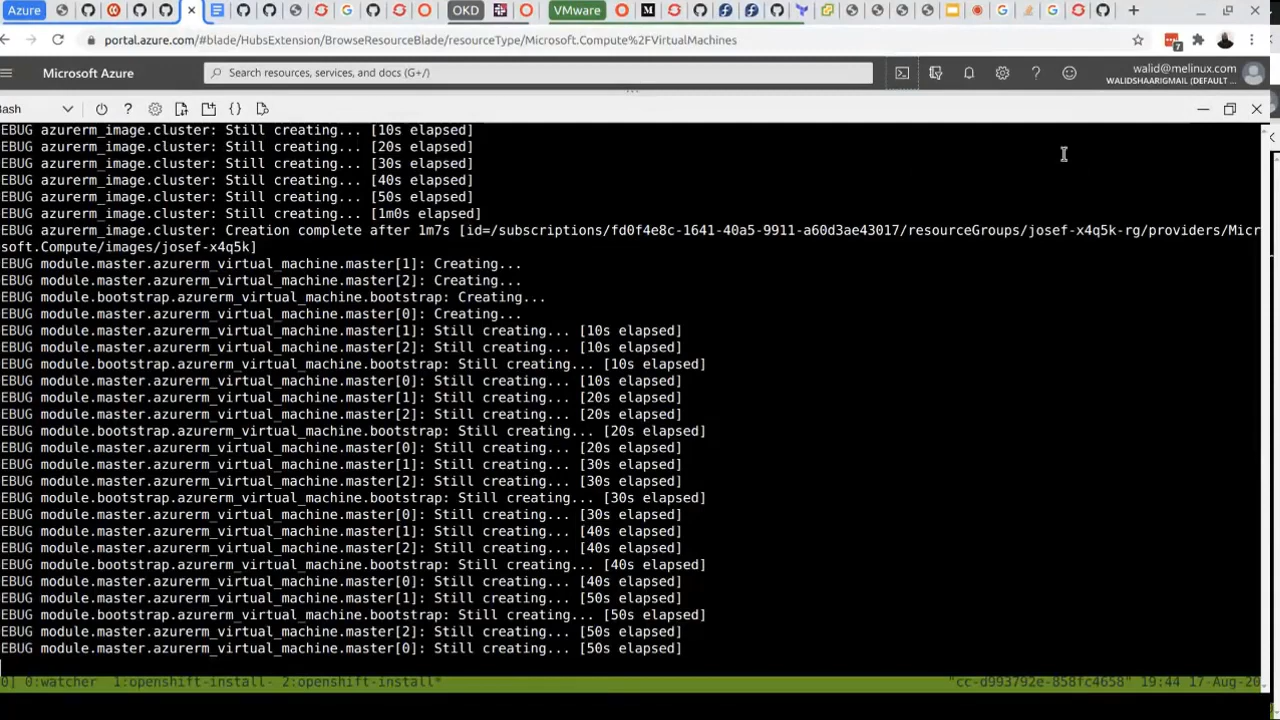 Azure
OKD
VMware
portal.azure.com/#blade/HubsExtension/BrowseResourceBlade/resourceType/Microsoft.Compute%2FVirtualMachines
7
Microsoft Azure
Search resources, services, and docs (G+/)
walid@melinux.com
WALIDSHAARIGMAIL (DEFAULT ...
ash
EBUG azurerm_image.cluster: Still creating... [10s elapsed]
EBUG azurerm_image.cluster: Still creating... [20s elapsed]
EBUG azurerm_image.cluster: Still creating... [30s elapsed]
EBUG azurerm_image.cluster: Still creating... [40s elapsed]
EBUG azurerm_image.cluster: Still creating... [50s elapsed]
EBUG azurerm_image.cluster: Still creating... [1m0s elapsed]
EBUG azurerm_image.cluster: Creation complete after 1m7s [id=/subscriptions/fd0f4e8c-1641-40a5-9911-a60d3ae43017/resourceGroups/josef-x4q5k-rg/providers/Micr
soft.Compute/images/josef-x4q5k]
EBUG module.master.azurerm_virtual_machine.master[1]: Creating...
EBUG module.master.azurerm_virtual_machine.master[2]: Creating...
EBUG module.bootstrap.azurerm_virtual_machine.bootstrap: Creating...
EBUG module.master.azurerm_virtual_machine.master[0]: Creating...
EBUG module.master.azurerm_virtual_machine.master[1]: Still creating... [10s elapsed]
EBUG module.master.azurerm_virtual_machine.master[2]: Still creating... [10s elapsed]
EBUG module.bootstrap.azurerm_virtual_machine.bootstrap: Still creating... [10s elapsed]
EBUG module.master.azurerm_virtual_machine.master[0]: Still creating... [10s elapsed]
EBUG module.master.azurerm_virtual_machine.master[1]: Still creating... [20s elapsed]
EBUG module.master.azurerm_virtual_machine.master[2]: Still creating... [20s elapsed]
EBUG module.bootstrap.azurerm_virtual_machine.bootstrap: Still creating... [20s elapsed]
EBUG module.master.azurerm_virtual_machine.master[0]: Still creating... [20s elapsed]
EBUG module.master.azurerm_virtual_machine.master[1]: Still creating... [30s elapsed]
EBUG module.master.azurerm_virtual_machine.master[2]: Still creating... [30s elapsed]
EBUG module.bootstrap.azurerm_virtual_machine.bootstrap: Still creating... [30s elapsed]
EBUG module.master.azurerm_virtual_machine.master[0]: Still creating... [30s elapsed]
EBUG module.master.azurerm_virtual_machine.master[1]: Still creating... [40s elapsed]
EBUG module.master.azurerm_virtual_machine.master[2]: Still creating... [40s elapsed]
EBUG module.bootstrap.azurerm_virtual_machine.bootstrap: Still creating... [40s elapsed]
EBUG module.master.azurerm_virtual_machine.master[0]: Still creating... [40s elapsed]
EBUG module.master.azurerm_virtual_machine.master[1]: Still creating... [50s elapsed]
EBUG module.bootstrap.azurerm_virtual_machine.bootstrap: Still creating... [50s elapsed]
EBUG module.master.azurerm_virtual_machine.master[2]: Still creating... [50s elapsed]
EBUG module.master.azurerm_virtual_machine.master[0]: Still creating... [50s elapsed]
0] 0:watcher 1:openshift-install- 2:openshift-install* "cc-d993792e-858fc4658" 19:44 17-Aug-20